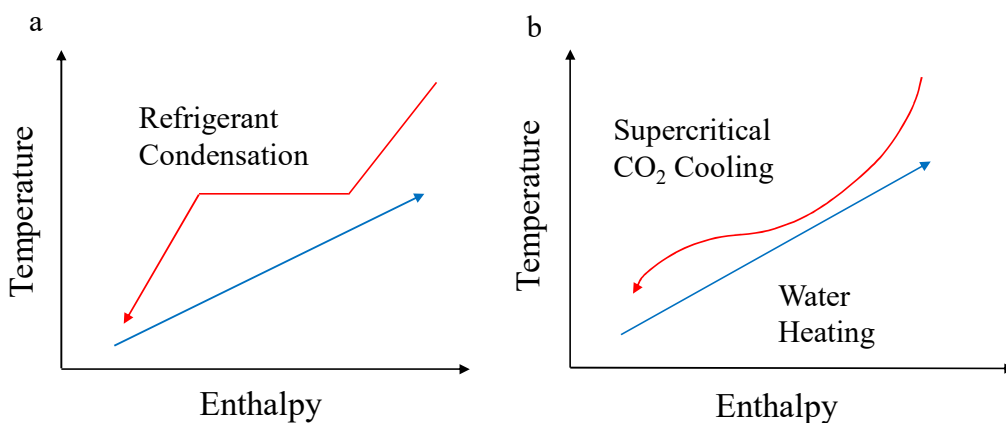 a
Temperature
Refrigerant
Condensation
Enthalpy
b
Temperature
Supercritical
CO₂ Cooling
Water
Heating
Enthalpy